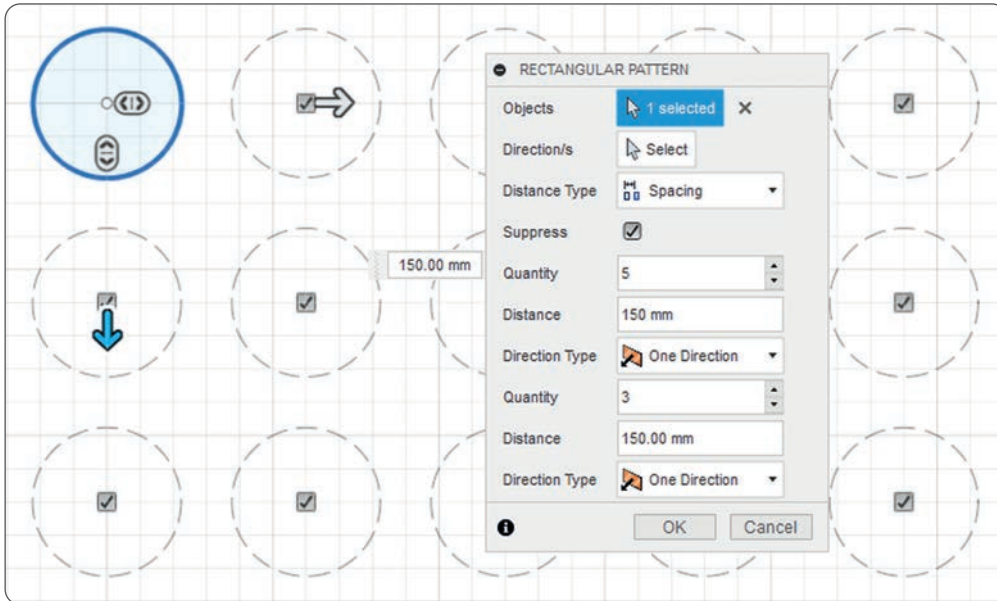 RECTANGULAR PATTERN
Objects 1 selected
Direction/s Select
Distance Type Spacing
Suppress
150.00 mm
Quantity 5
Distance 150 mm
Direction Type One Direction
Quantity 3
Distance 150.00 mm
Direction Type One Direction
OK Cancel